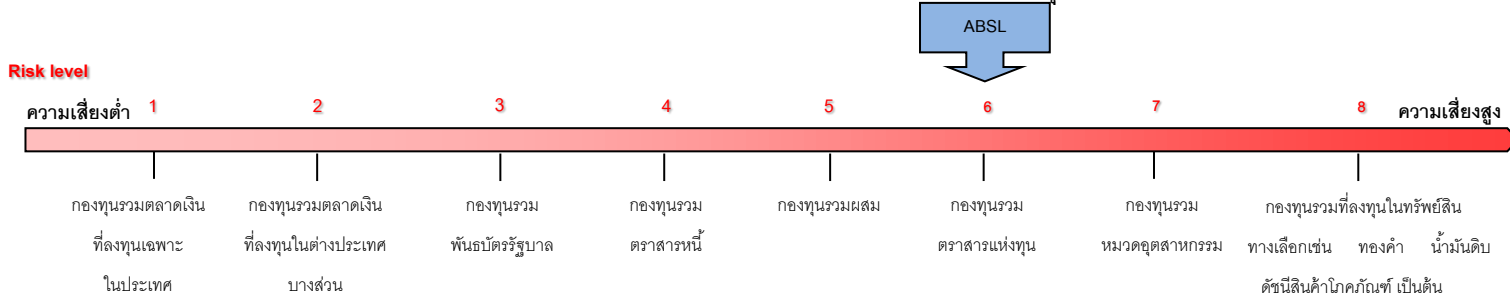 ABSL
Risk level
ความเสี่ยงต่ำ 1 2 3 4 5 6 7 8 ความเสี่ยงสูง
กองทุนรวมตลาดเงิน กองทุนรวมตลาดเงิน กองทุนรวม กองทุนรวม กองทุนรวมผสม กองทุนรวม กองทุนรวม กองทุนรวมที่ลงทุนในทรัพย์สิน
ที่ลงทุนเฉพาะ ที่ลงทุนในต่างประเทศ พันธบัตรรัฐบาล ตราสารหนี้ ตราสารแห่งทุน หมวดอุตสาหกรรม ทางเลือกเช่น ทองคำ น้ำมันดิบ
ในประเทศ บางส่วน ดัชนีสินค้าโภคภัณฑ์ เป็นต้น